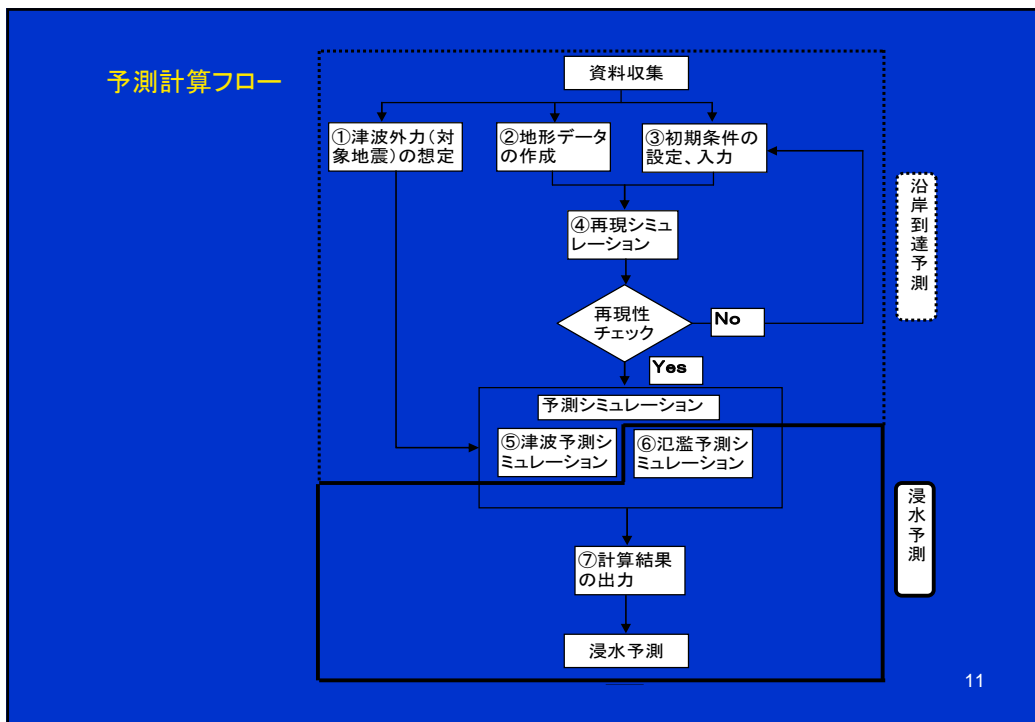 予測計算フロー
資料収集
①津波外力(対
象地震)の想定
②地形データ
の作成
③初期条件の
設定、入力
④再現シミュ
レーション
再現性
チェック
No
Yes
予測シミュレーション
⑤津波予測シ
ミュレーション
⑥氾濫予測シ
ミュレーション
⑦計算結果
の出力
浸水予測
沿岸到達予測
浸水予測
11